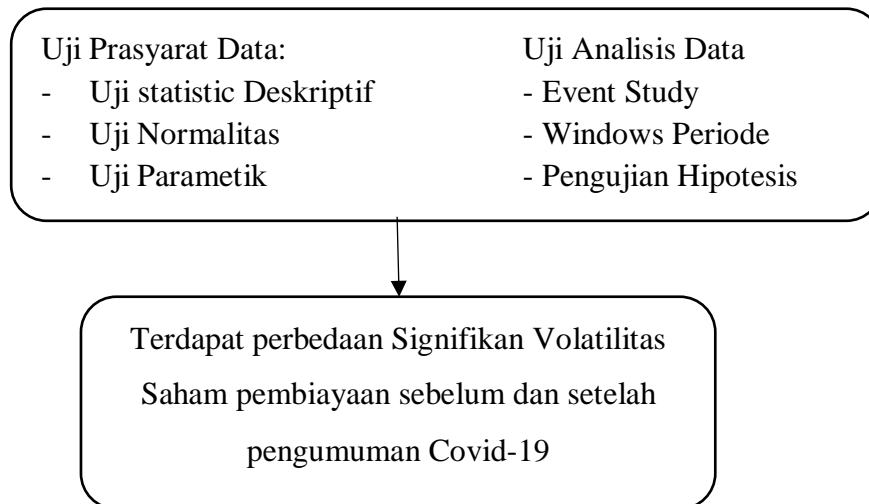 Uji Prasyarat Data:
- Uji statistic Deskriptif
- Uji Normalitas
- Uji Parametik
Uji Analisis Data
- Event Study
- Windows Periode
- Pengujian Hipotesis
Terdapat perbedaan Signifikan Volatilitas
Saham pembiayaan sebelum dan setelah
pengumuman Covid-19